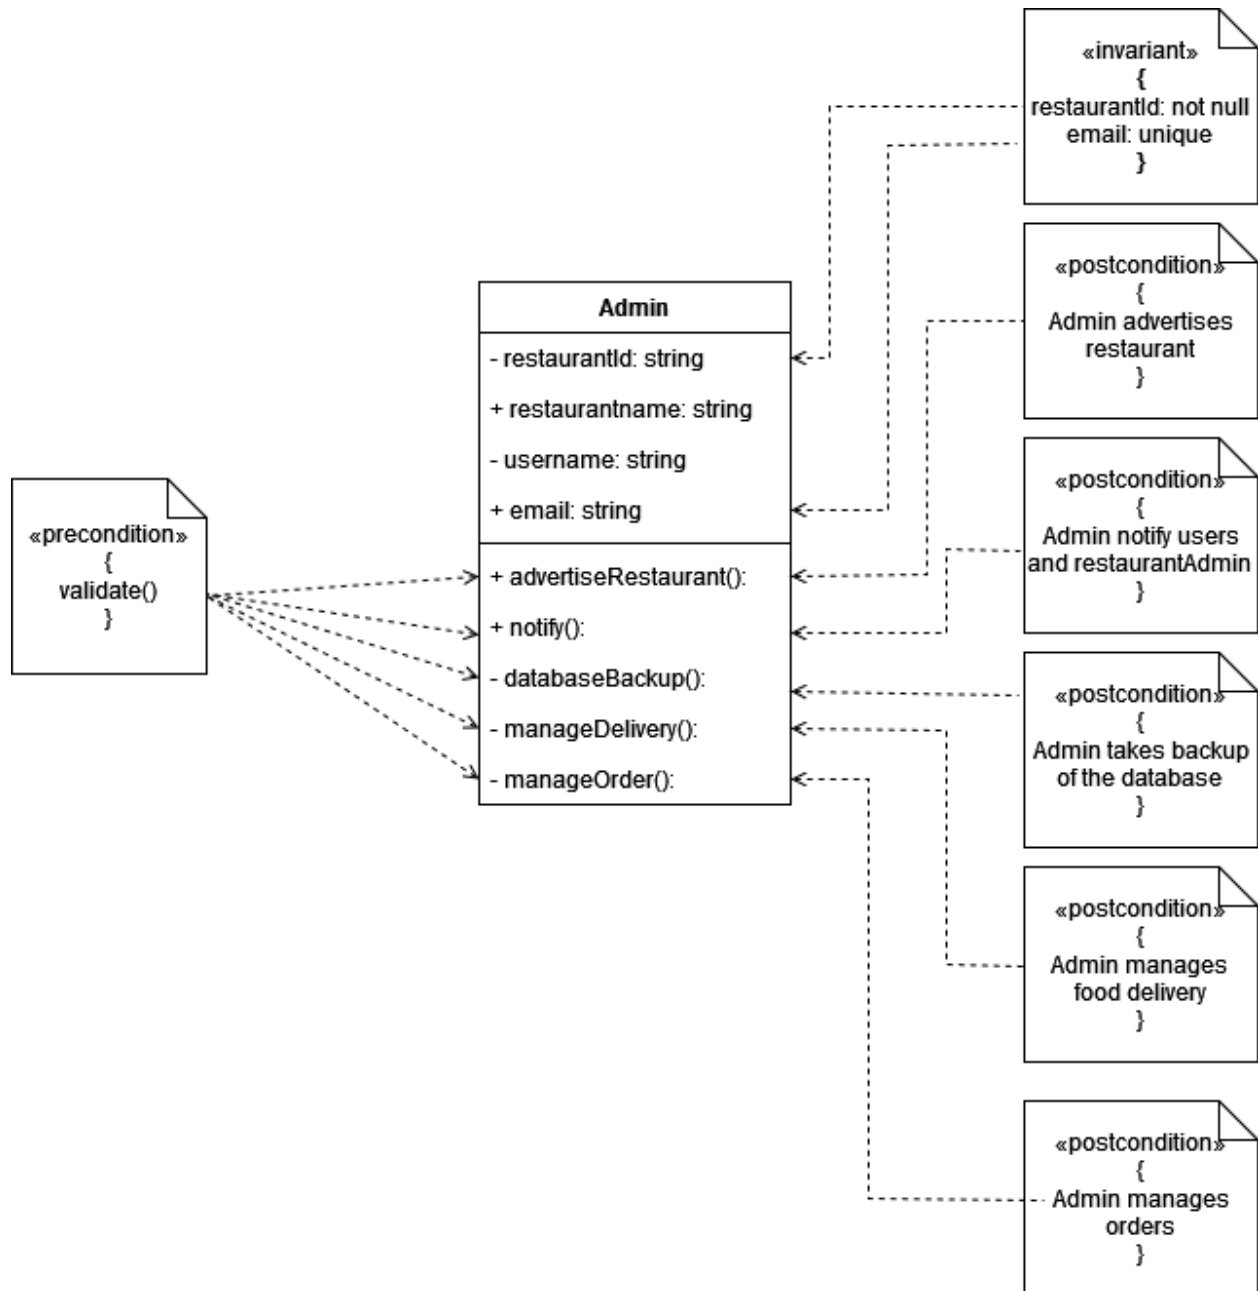 «invariant»
{
restaurantId: not null
email: unique
}
«postcondition»
{
Admin advertises
restaurant
}
Admin
- restaurantId: string
+ restaurantname: string
- username: string
+ email: string
+ advertiseRestaurant():
+ notify():
- databaseBackup():
- manageDelivery():
- manageOrder():
«precondition»
{
validate()
}
«postcondition»
{
Admin notify users
and restaurantAdmin
}
«postcondition»
{
Admin takes backup
of the database
}
«postcondition»
{
Admin manages
food delivery
}
«postcondition»
{
Admin manages
orders
}